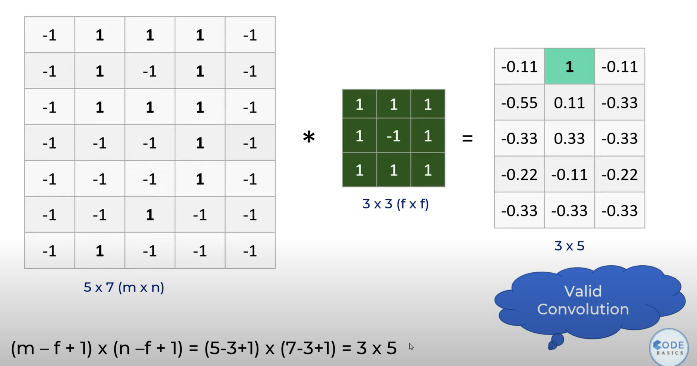 -1 1 1 1 -1
-1 1 -1 1 -1
-1 1 1 1 -1
-1 -1 -1 1 -1
-1 -1 -1 1 -1
-1 -1 1 -1 -1
-1 1 -1 -1 -1
5 x 7 (m x n)
*
1 1 1
1 -1 1
1 1 1
3 x 3 (f x f)
=
-0.11 1 -0.11
-0.55 0.11 -0.33
-0.33 0.33 -0.33
-0.22 -0.11 -0.22
-0.33 -0.33 -0.33
3 x 5
Valid
Convolution
(m – f + 1) x (n –f + 1) = (5-3+1) x (7-3+1) = 3 x 5
CODE
BASICS